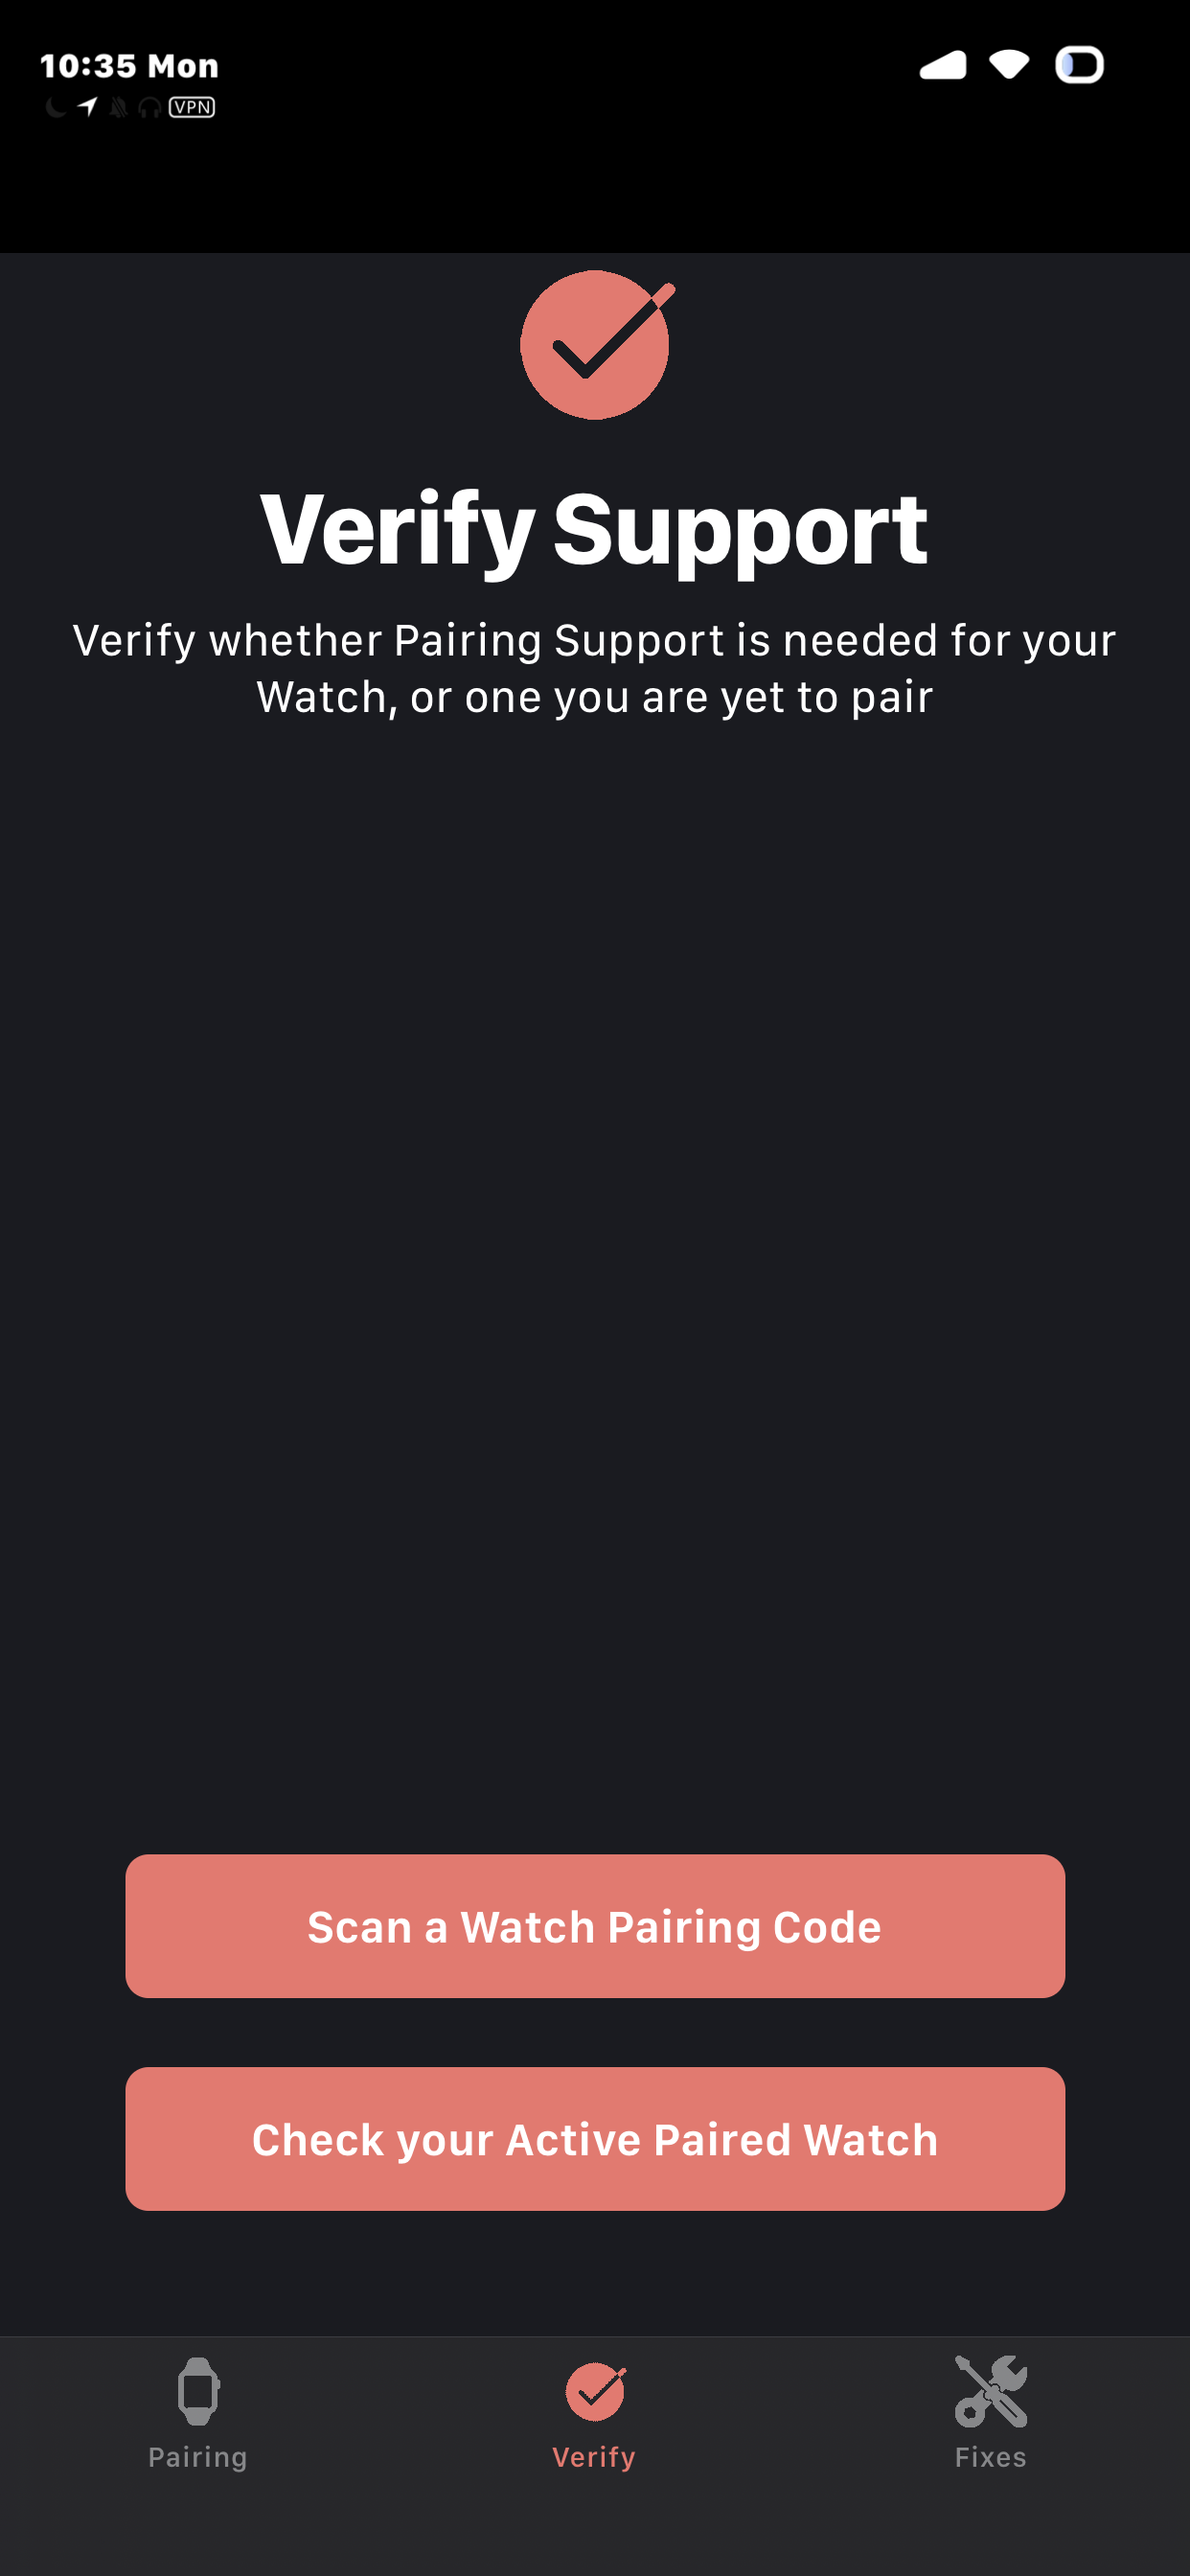 10:35 Mon
VPN
Verify Support
Verify whether Pairing Support is needed for your
Watch, or one you are yet to pair
Scan a Watch Pairing Code
Check your Active Paired Watch
Pairing
Verify
Fixes